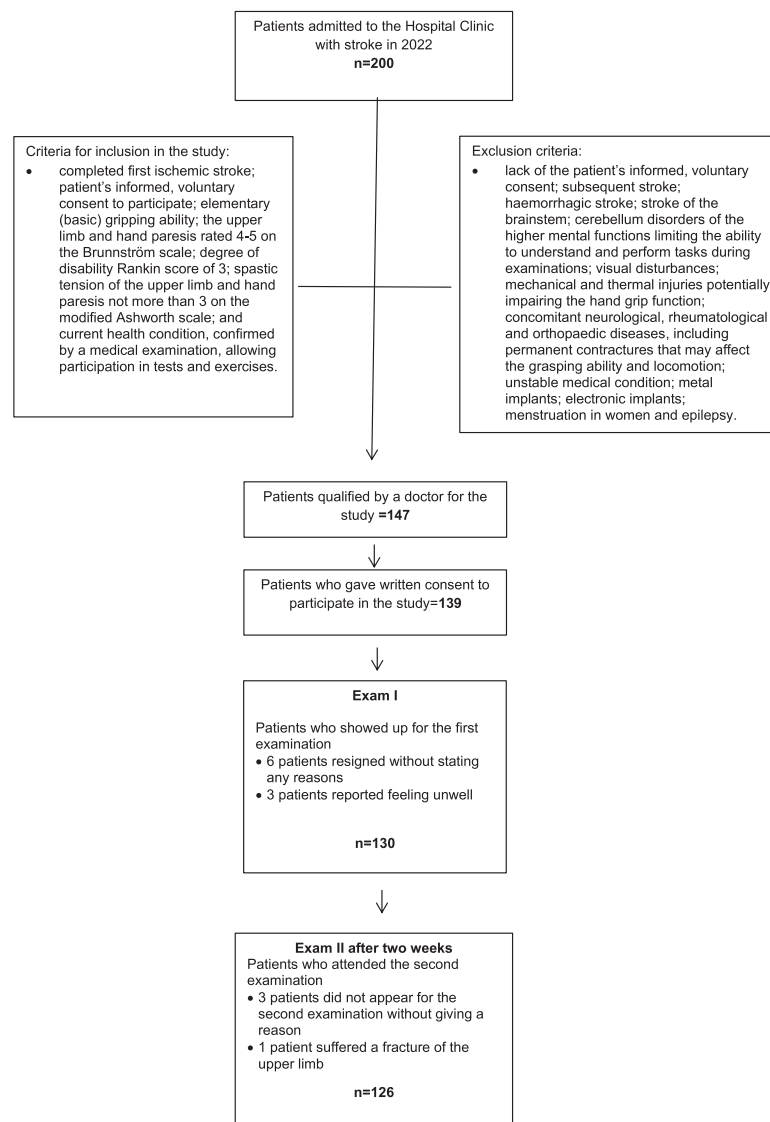 Patients admitted to the Hospital Clinic
with stroke in 2022
n=200
Criteria for inclusion in the study:
• completed first ischemic stroke;
patient's informed, voluntary
consent to participate; elementary
(basic) gripping ability; the upper
limb and hand paresis rated 4-5 on
the Brunnström scale; degree of
disability Rankin score of 3; spastic
tension of the upper limb and hand
paresis not more than 3 on the
modified Ashworth scale; and
current health condition, confirmed
by a medical examination, allowing
participation in tests and exercises.
Exclusion criteria:
• lack of the patient's informed, voluntary
consent; subsequent stroke;
haemorrhagic stroke; stroke of the
brainstem; cerebellum disorders of the
higher mental functions limiting the ability
to understand and perform tasks during
examinations; visual disturbances;
mechanical and thermal injuries potentially
impairing the hand grip function;
concomitant neurological, rheumatological
and orthopaedic diseases, including
permanent contractures that may affect
the grasping ability and locomotion;
unstable medical condition; metal
implants; electronic implants;
menstruation in women and epilepsy.
Patients qualified by a doctor for the
study =147
Patients who gave written consent to
participate in the study=139
Exam I
Patients who showed up for the first
examination
• 6 patients resigned without stating
any reasons
• 3 patients reported feeling unwell
n=130
Exam II after two weeks
Patients who attended the second
examination
• 3 patients did not appear for the
second examination without giving a
reason
• 1 patient suffered a fracture of the
upper limb
n=126